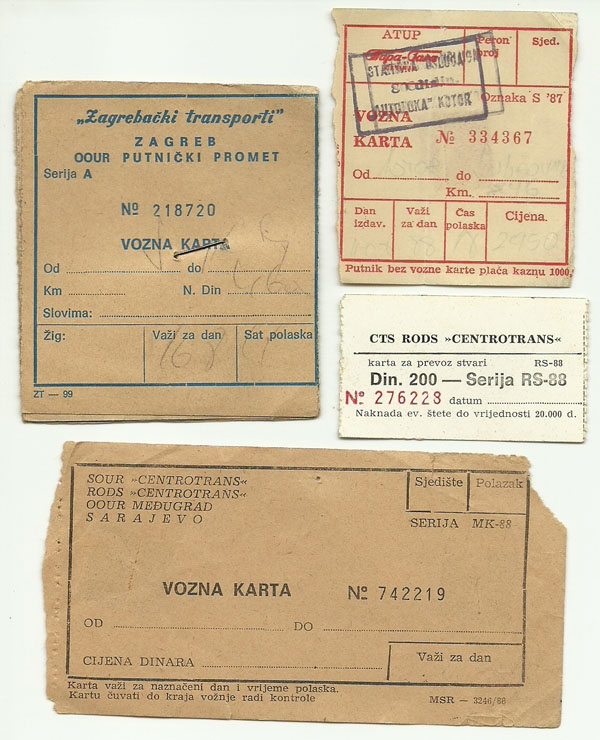 „Zagrebački transporti”
ZAGREB
OOUR PUTNIČKI PROMET
Serija A
№ 218720
VOZNA KARTA
Od do
Km N. Din
Slovima:
Žig: Važi za dan Sat polaska
ZT — 99
ATUP Peron broj Sjed.
STANIČNA USLUGA
"AUTOBOKA" KOTOR
Oznaka S '87
VOZNA
KARTA № 334367
Od do
Km.
Dan izdav. Važi za dan Čas polaska Cijena.
Putnik bez vozne karte plaća kaznu 1000,
CTS RODS »CENTROTRANS«
karta za prevoz stvari RS-88
Din. 200 — Serija RS-88
№ 276223 datum
Naknada ev. štete do vrijednosti 20.000 d.
SOUR »CENTROTRANS« Sjedište Polazak
RODS »CENTROTRANS«
OOUR MEĐUGRAD
SARAJEVO SERIJA MK-88
VOZNA KARTA № 742219
OD DO
CIJENA DINARA Važi za dan
Karta važi za naznačeni dan i vrijeme polaska.
Kartu čuvati do kraja vožnje radi kontrole MSR — 3246/88